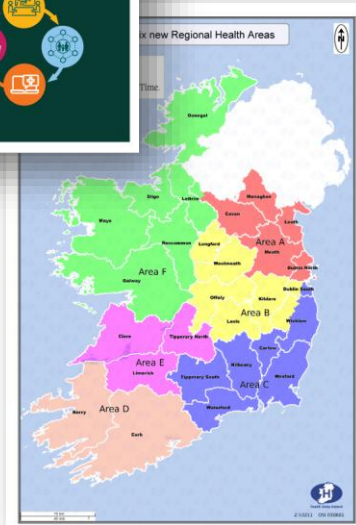 ix new Regional Health Areas
N
Time.
Donegal
Sligo
Leitrim
Monaghan
Cavan
Louth
Mayo
Roscommon
Longford
Area A
Meath
Westmeath
Dublin North
Area F
Galway
Offaly
Kildare
Dublin South
Area B
Laois
Wicklow
Clare
Tipperary North
Area E
Limerick
Carlow
Kilkenny
Wexford
Tipperary South
Area C
Waterford
Kerry
Area D
Cork